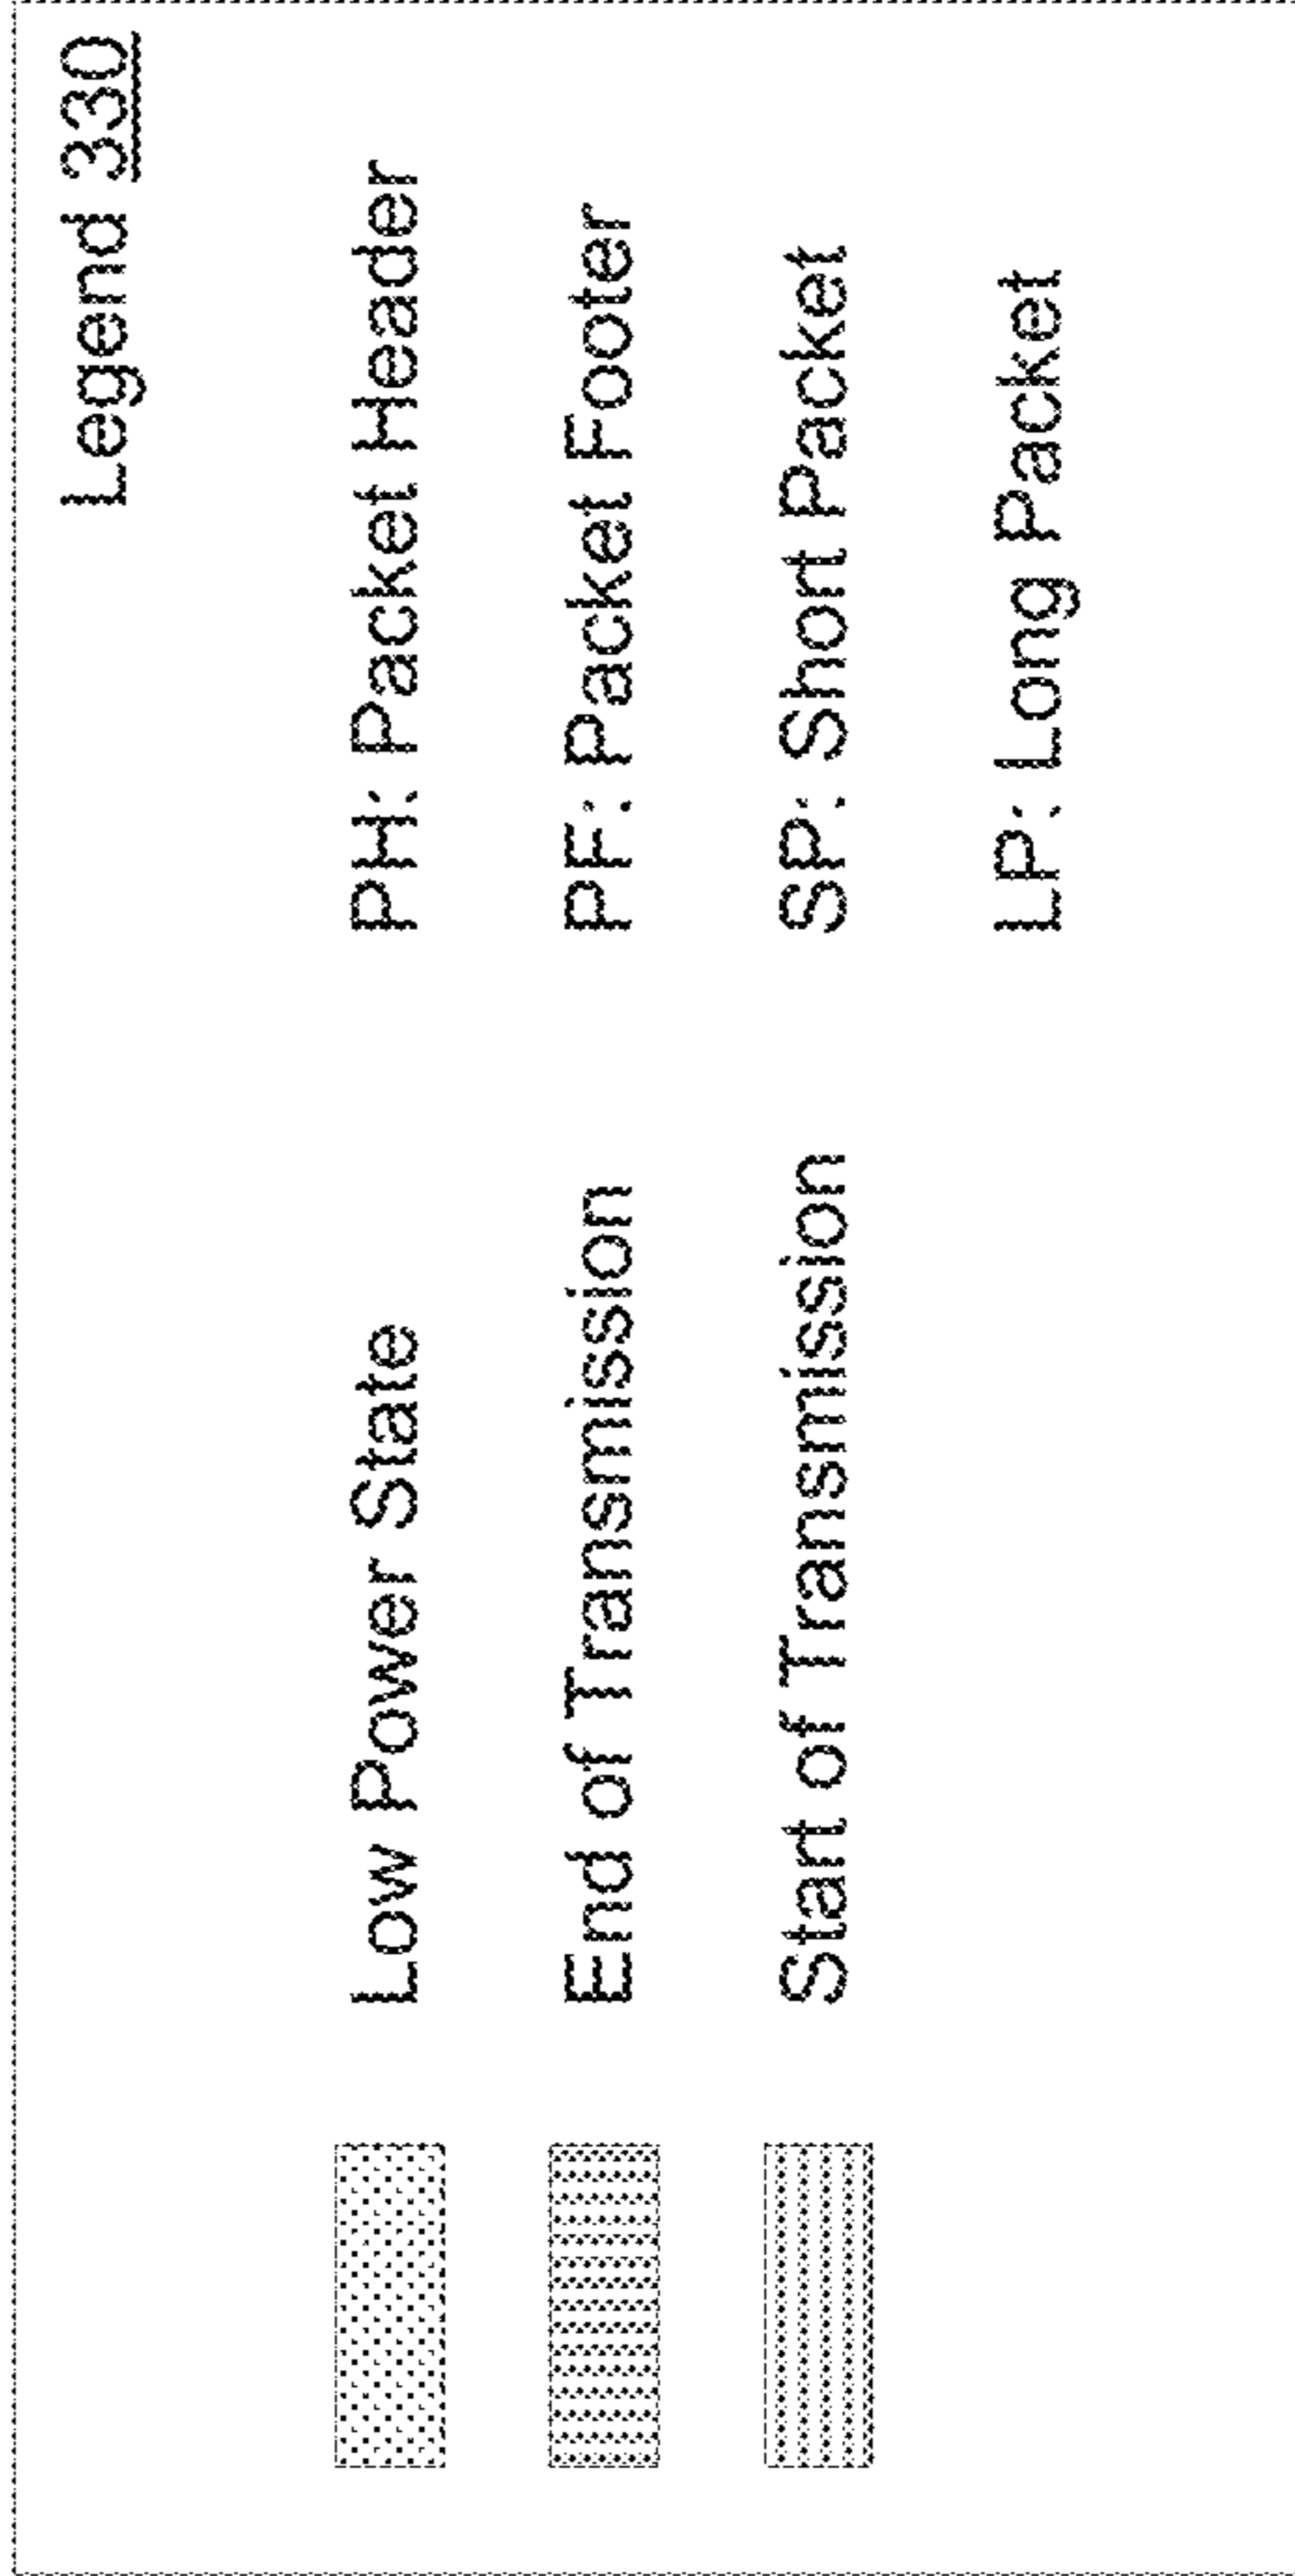 Legend 330
Low Power State PH: Packet Header
End of Transmission PF: Packet Footer
Start of Transmission SP: Short Packet
LP: Long Packet